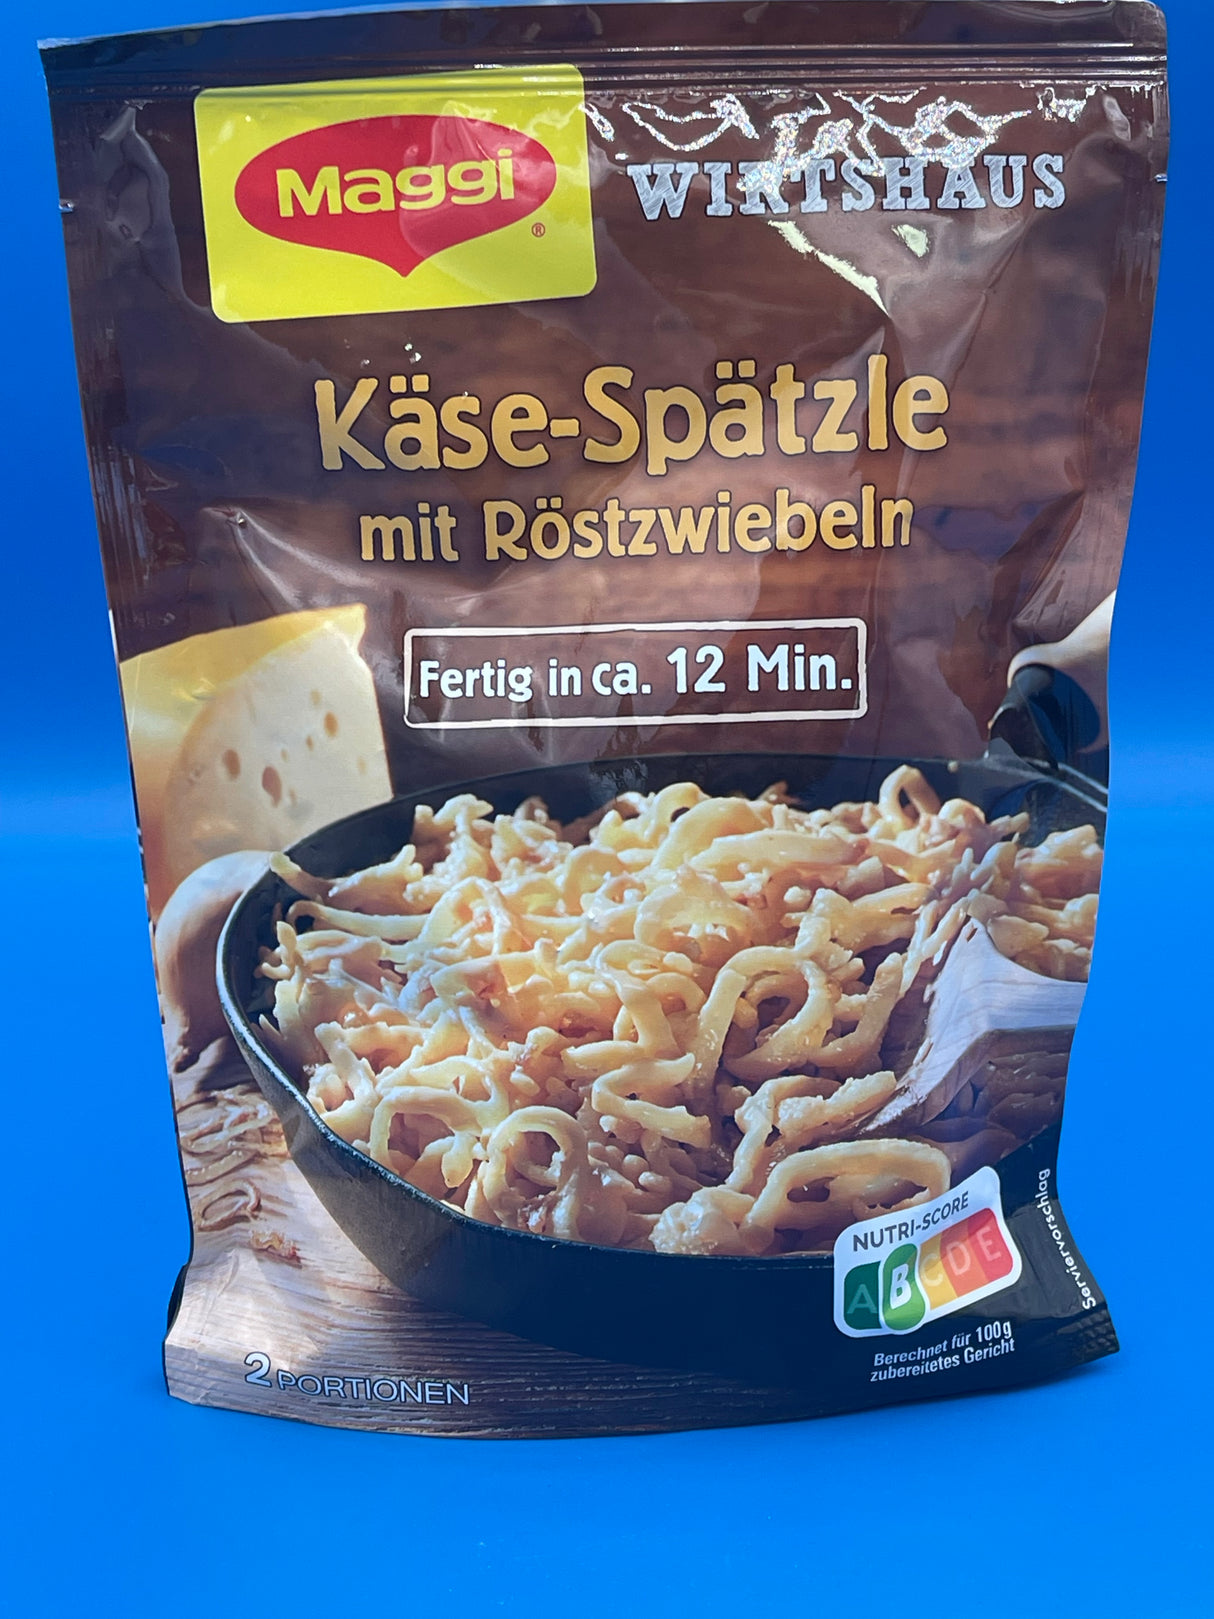 Maggi
®
WIRTSHAUS
Käse-Spätzle
mit Röstzwiebeln
Fertig in ca. 12 Min.
NUTRI-SCORE
A B C D E
Berechnet für 100g
zubereitetes Gericht
Serviervorschlag
2 PORTIONEN